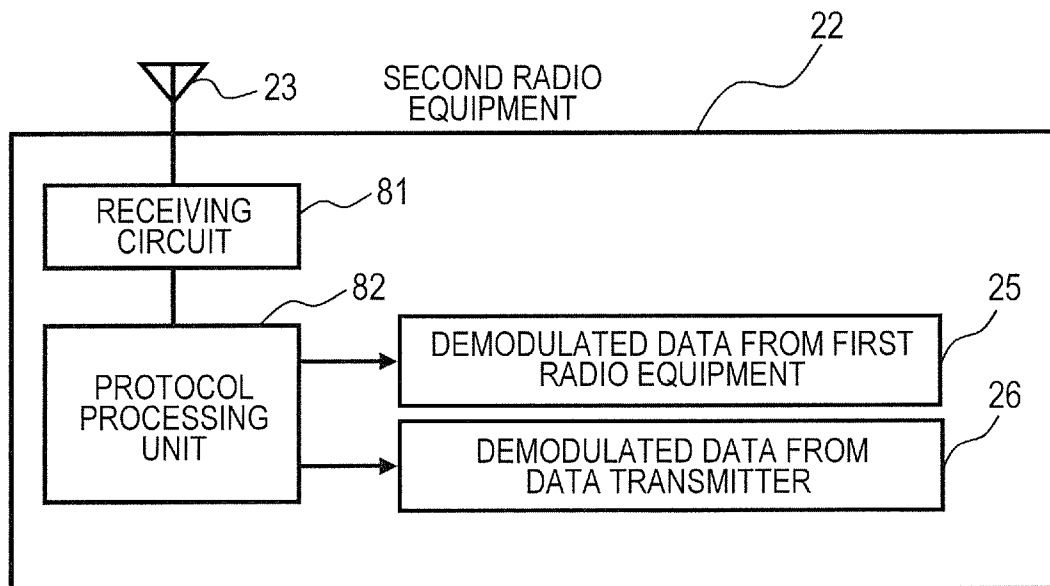 22
23
SECOND RADIO
EQUIPMENT
81
RECEIVING
CIRCUIT
82
25
DEMODULATED DATA FROM FIRST
RADIO EQUIPMENT
PROTOCOL
PROCESSING
UNIT
26
DEMODULATED DATA FROM
DATA TRANSMITTER